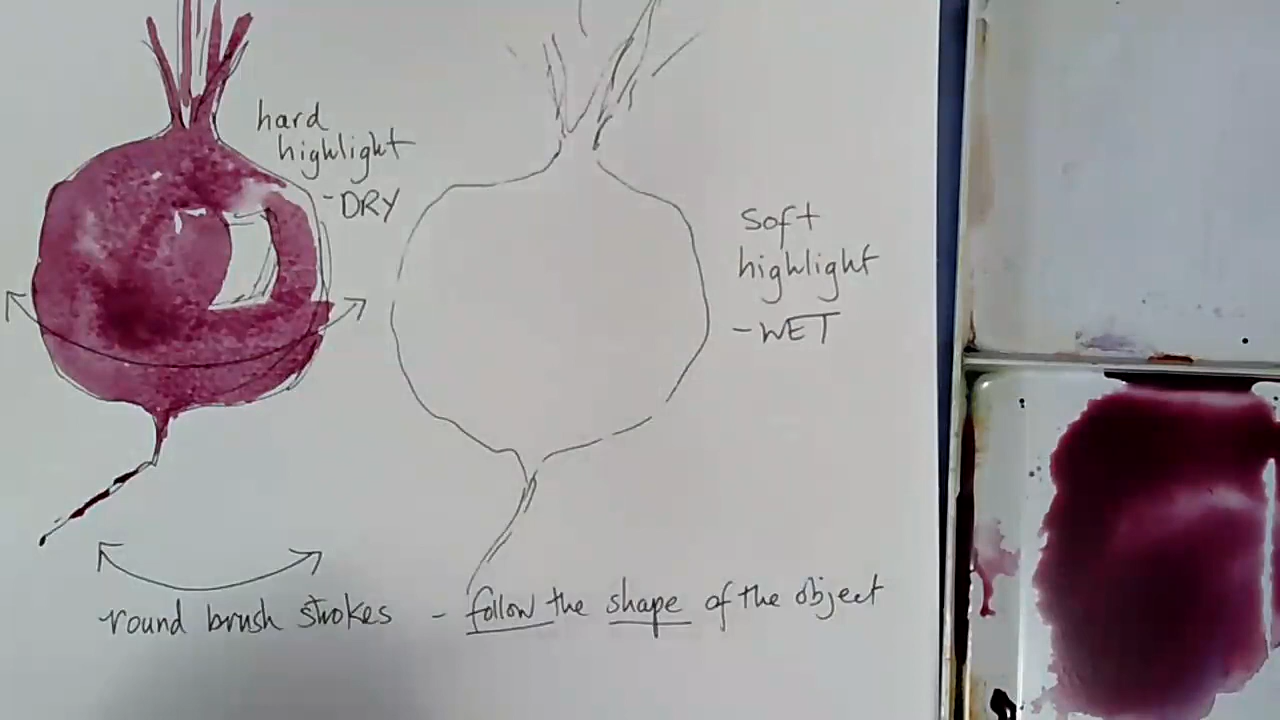 hard
highlight
- DRY
Soft
highlight
- WET
round brush strokes - follow the shape of the object